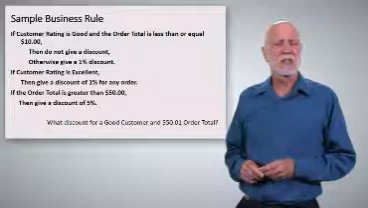 Sample Business Rule
If Customer Rating is Good and the Order Total is less than or equal
$10.00,
Then do not give a discount,
Otherwise give a 1% discount.
If Customer Rating is Excellent,
Then give a discount of 1% for any order.
If the Order Total is greater than $50.00,
Then give a discount of 5%.
What discount for a Good Customer and $50.01 Order Total?